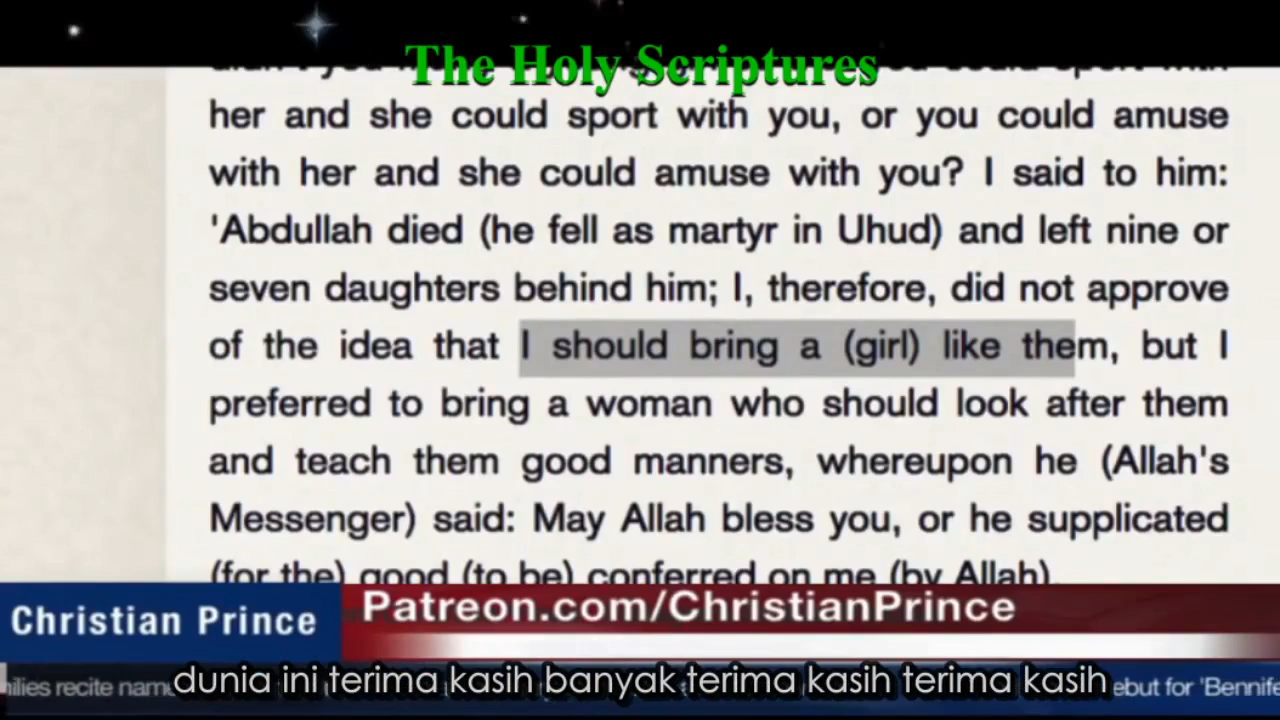 The Holy Scriptures
her and she could sport with you, or you could amuse
with her and she could amuse with you? I said to him:
'Abdullah died (he fell as martyr in Uhud) and left nine or
seven daughters behind him; I, therefore, did not approve
of the idea that I should bring a (girl) like them, but I
preferred to bring a woman who should look after them
and teach them good manners, whereupon he (Allah's
Messenger) said: May Allah bless you, or he supplicated
(for the) good (to be) conferred on me (by Allah).
Christian Prince
Patreon.com/ChristianPrince
dunia ini terima kasih banyak terima kasih terima kasih
recite
for